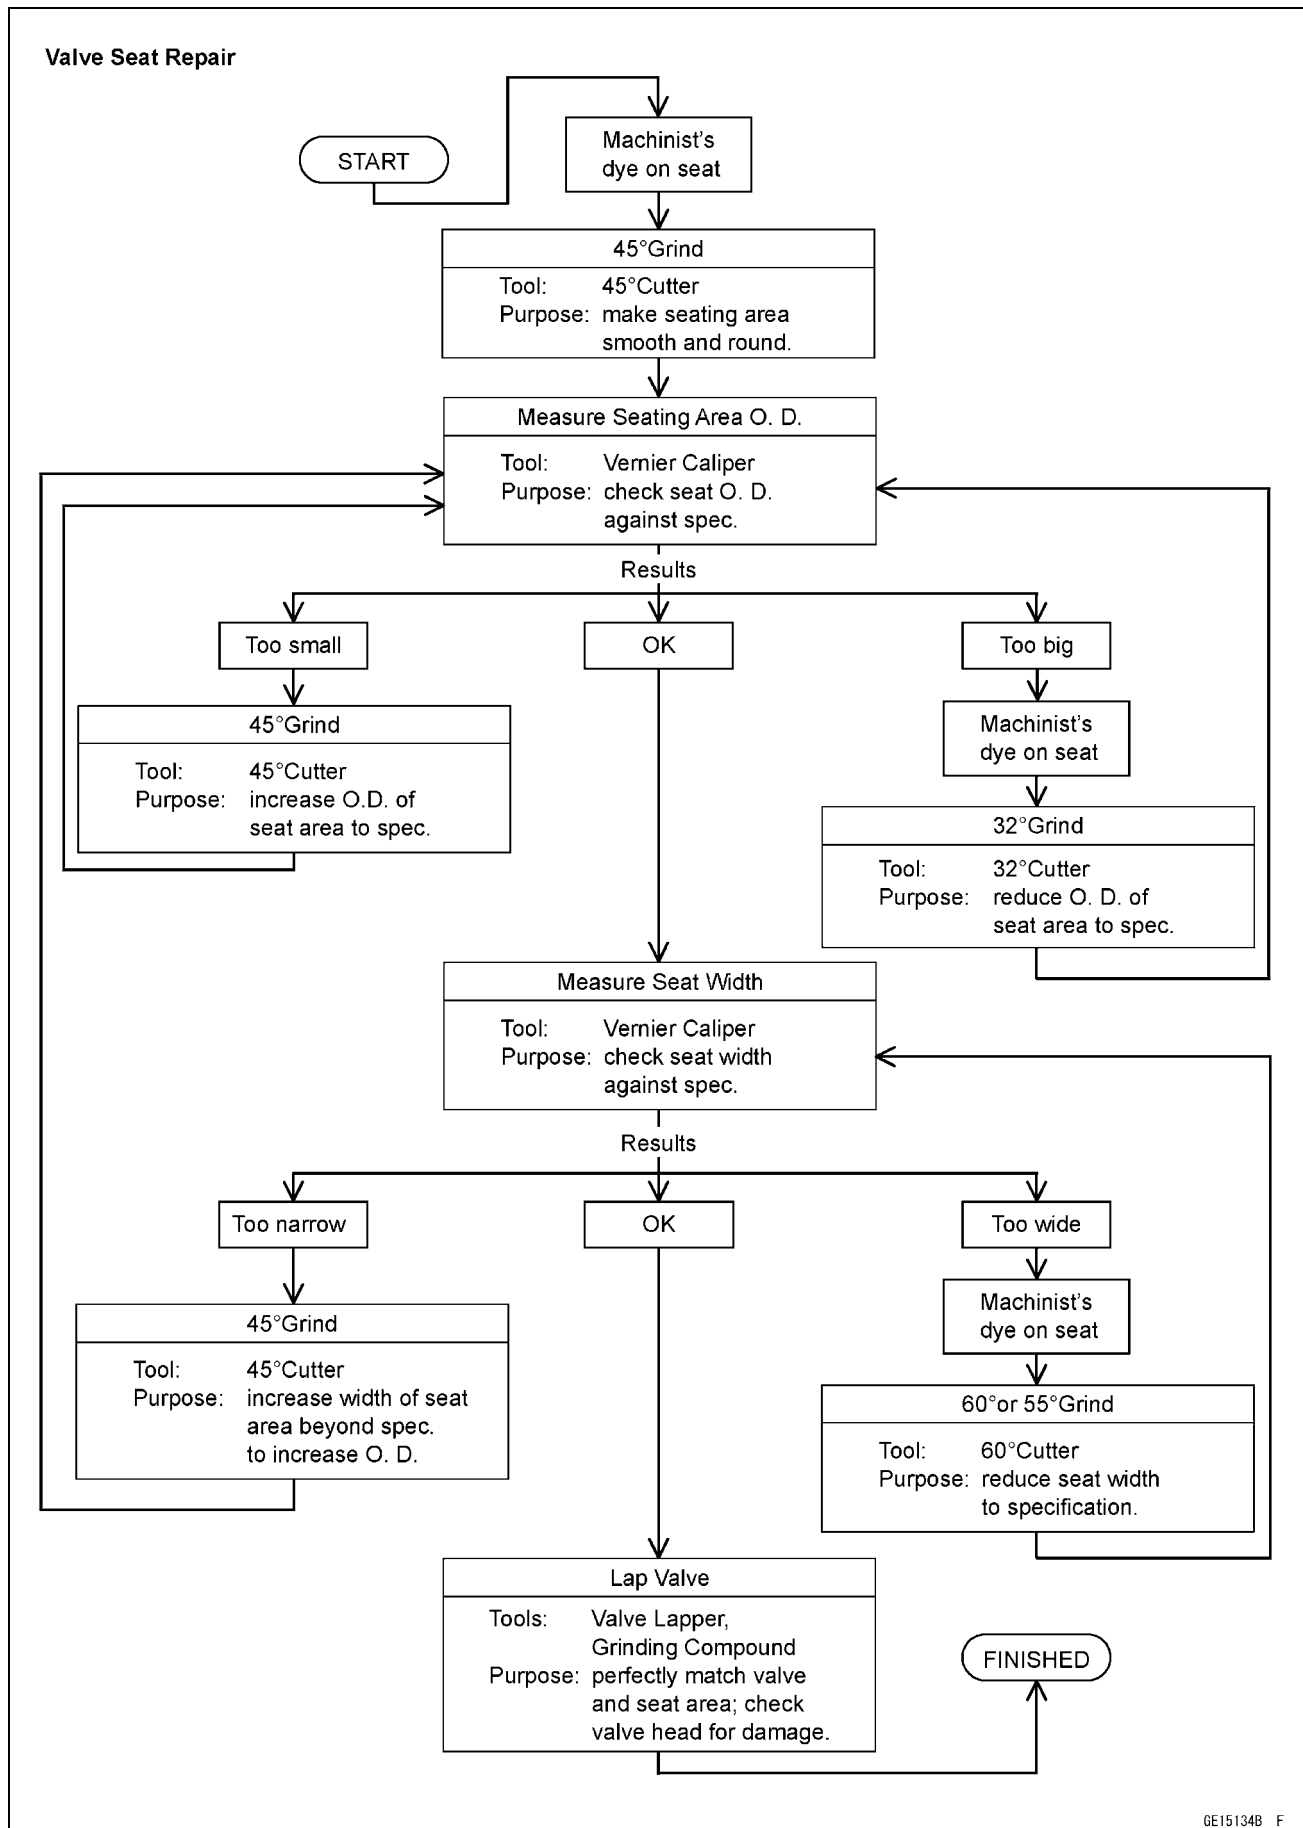 Valve Seat Repair
START
Machinist's
dye on seat
45°Grind
Tool: 45°Cutter
Purpose: make seating area
smooth and round.
Measure Seating Area O. D.
Tool: Vernier Caliper
Purpose: check seat O. D.
against spec.
Results
Too small
OK
Too big
45°Grind
Tool: 45°Cutter
Purpose: increase O.D. of
seat area to spec.
Machinist's
dye on seat
32°Grind
Tool: 32°Cutter
Purpose: reduce O. D. of
seat area to spec.
Measure Seat Width
Tool: Vernier Caliper
Purpose: check seat width
against spec.
Results
Too narrow
OK
Too wide
45°Grind
Tool: 45°Cutter
Purpose: increase width of seat
area beyond spec.
to increase O. D.
Machinist's
dye on seat
60°or 55°Grind
Tool: 60°Cutter
Purpose: reduce seat width
to specification.
Lap Valve
Tools: Valve Lapper,
Grinding Compound
Purpose: perfectly match valve
and seat area; check
valve head for damage.
FINISHED
GE15134B F